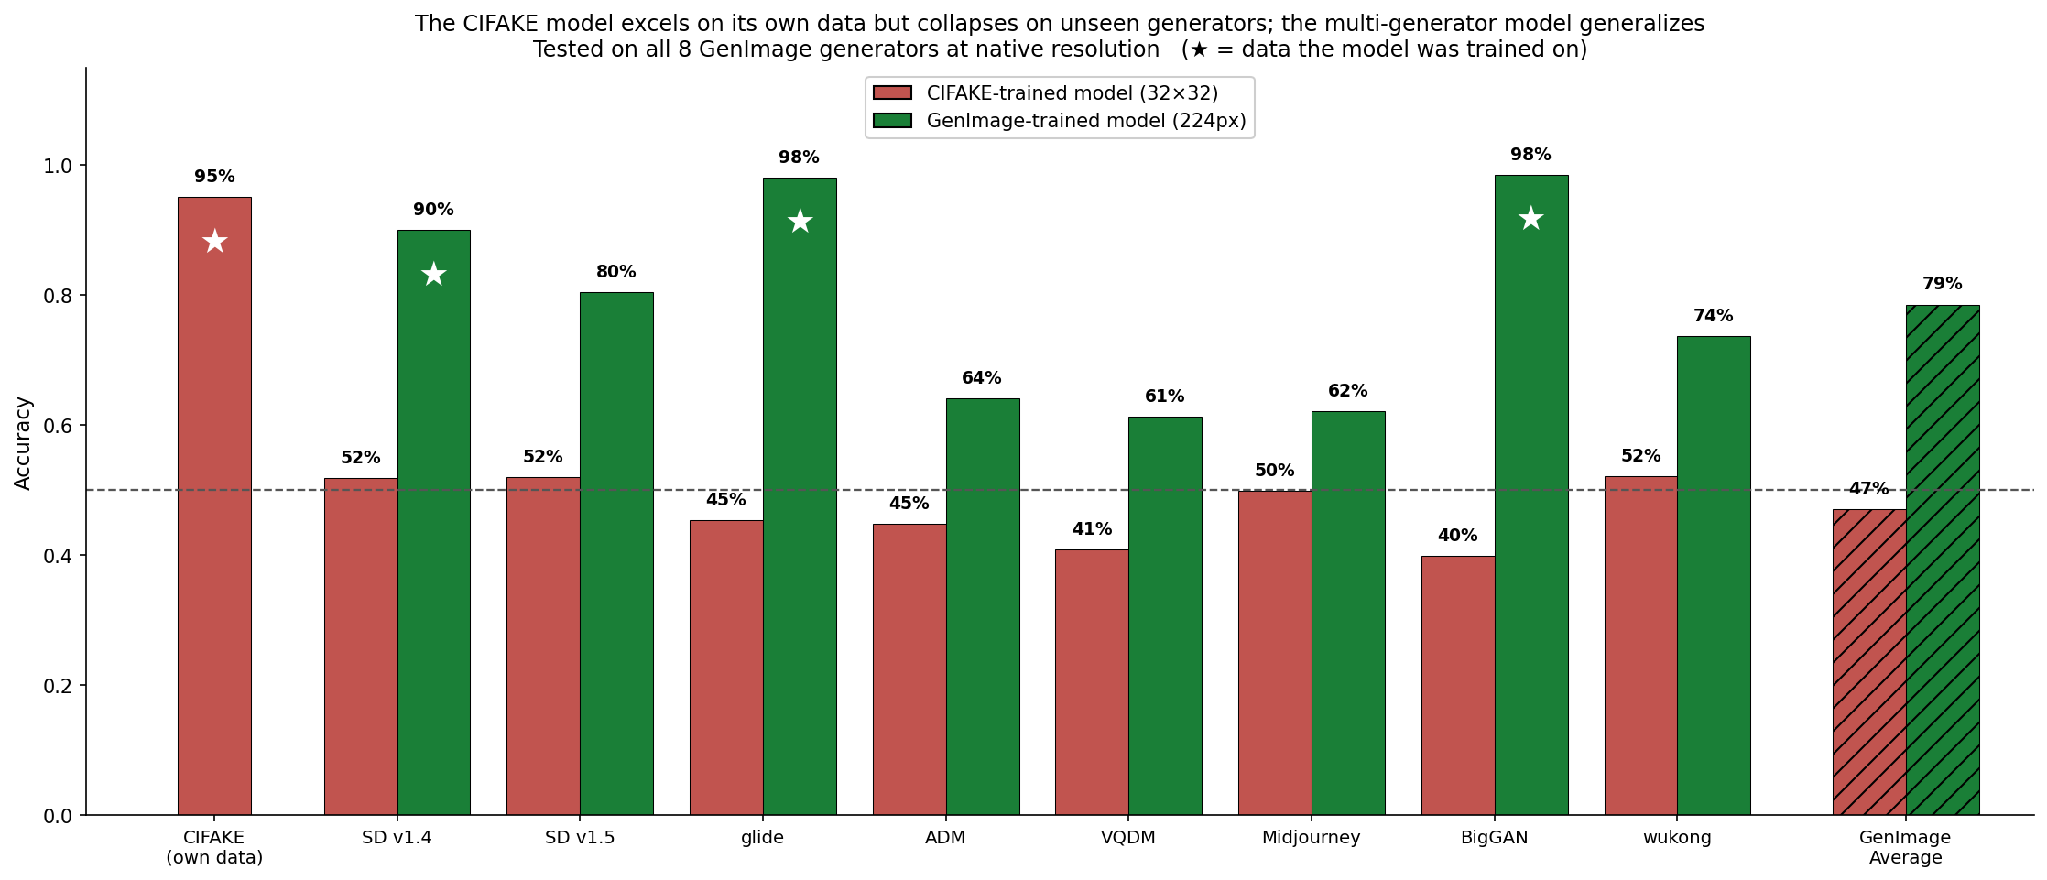 The CIFAKE model excels on its own data but collapses on unseen generators; the multi-generator model generalizes
Tested on all 8 GenImage generators at native resolution (★ = data the model was trained on)
CIFAKE-trained model (32×32)
GenImage-trained model (224px)
Accuracy
1.0
0.8
0.6
0.4
0.2
0.0
95%
52%
90%
52%
80%
45%
98%
45%
64%
41%
61%
50%
62%
40%
98%
52%
74%
47%
79%
CIFAKE
(own data)
SD v1.4
SD v1.5
glide
ADM
VQDM
Midjourney
BigGAN
wukong
GenImage
Average